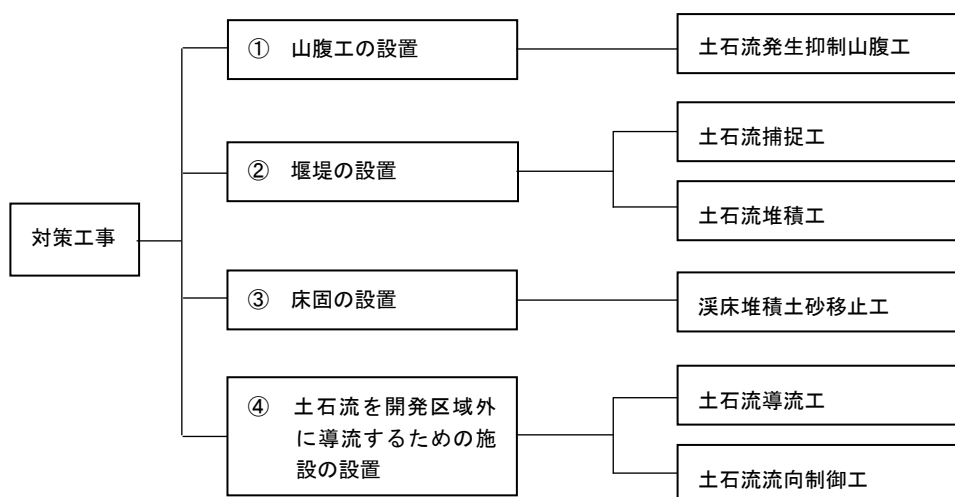 ① 山腹工の設置
土石流発生抑制山腹工
② 堰堤の設置
土石流捕捉工
土石流堆積工
対策工事
③ 床固の設置
渓床堆積土砂移止工
④ 土石流を開発区域外
に導流するための施
設の設置
土石流導流工
土石流流向制御工